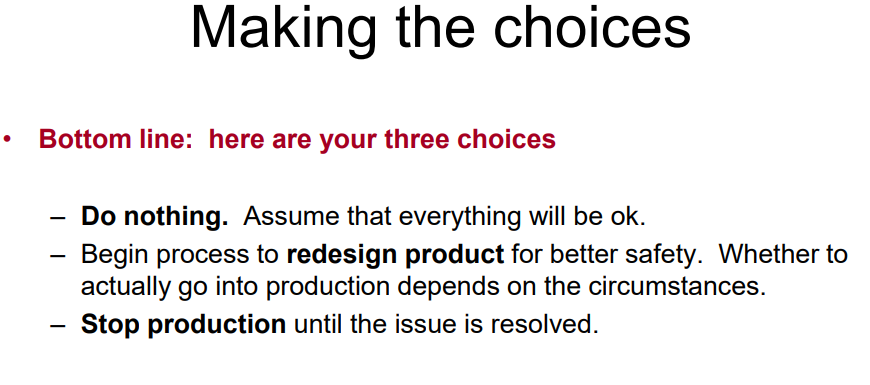 Making the choices
• Bottom line: here are your three choices
– Do nothing. Assume that everything will be ok.
– Begin process to redesign product for better safety. Whether to
actually go into production depends on the circumstances.
– Stop production until the issue is resolved.